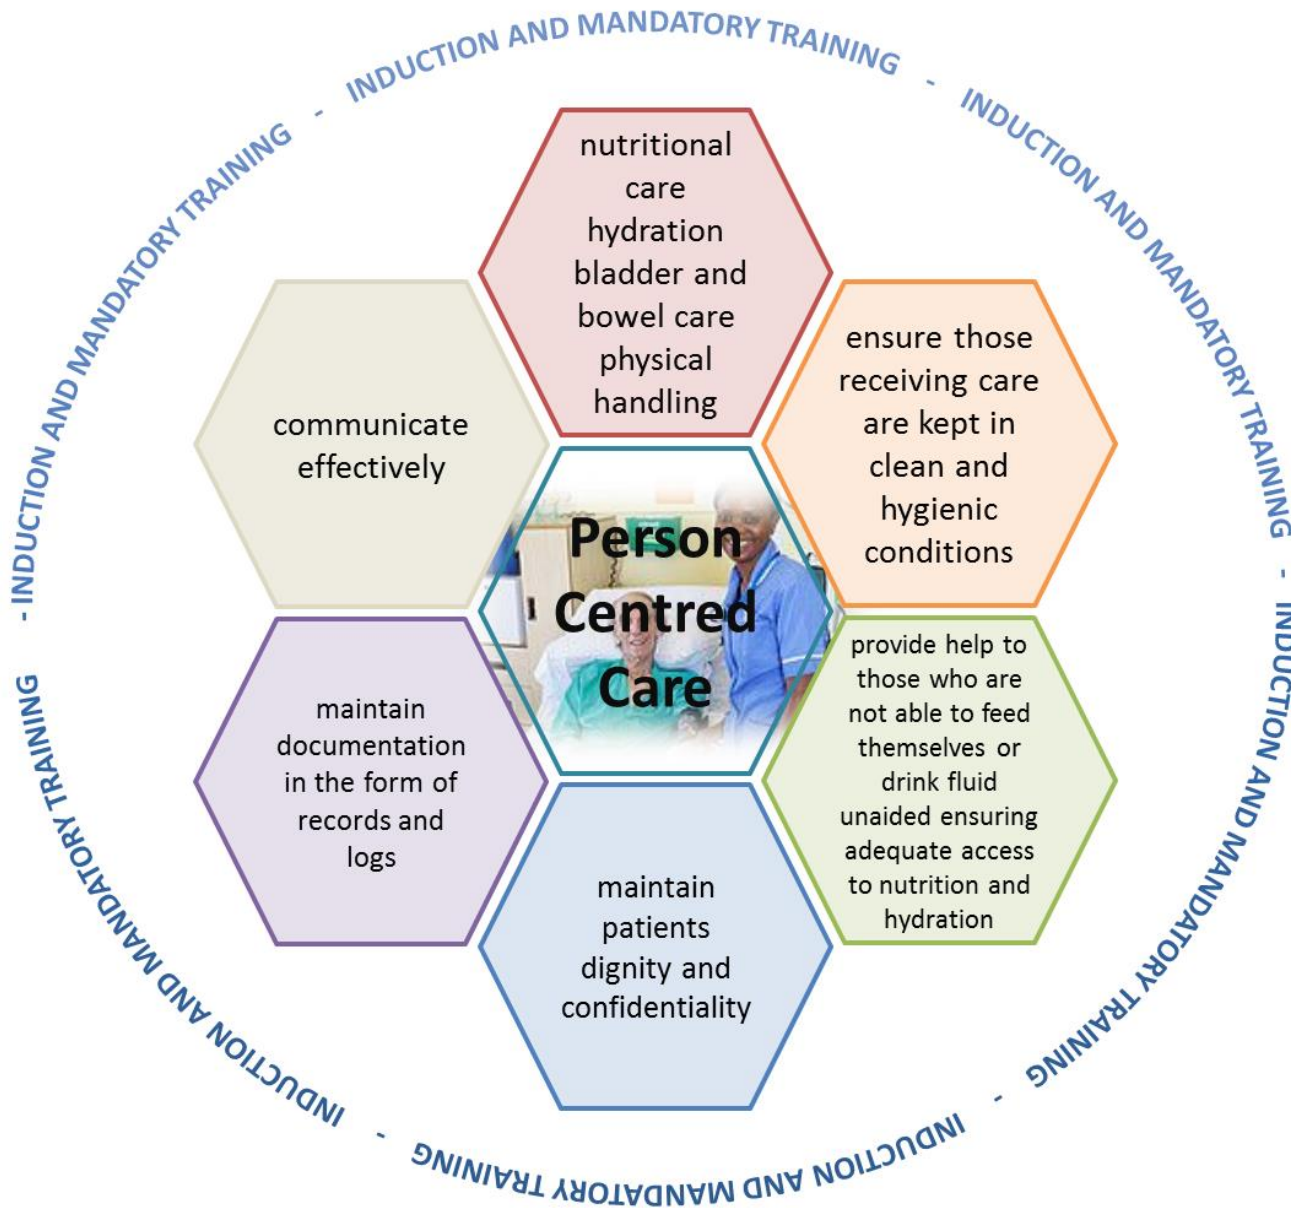 - INDUCTION AND MANDATORY TRAINING - INDUCTION AND MANDATORY TRAINING - INDUCTION AND MANDATORY TRAINING - INDUCTION AND MANDATORY TRAINING - INDUCTION AND MANDATORY TRAINING - INDUCTION AND MANDATORY TRAINING
nutritional
care
hydration
bladder and
bowel care
physical
handling
ensure those
receiving care
are kept in
clean and
hygienic
conditions
provide help to
those who are
not able to feed
themselves or
drink fluid
unaided ensuring
adequate access
to nutrition and
hydration
maintain
patients
dignity and
confidentiality
maintain
documentation
in the form of
records and
logs
communicate
effectively
Person
Centred
Care